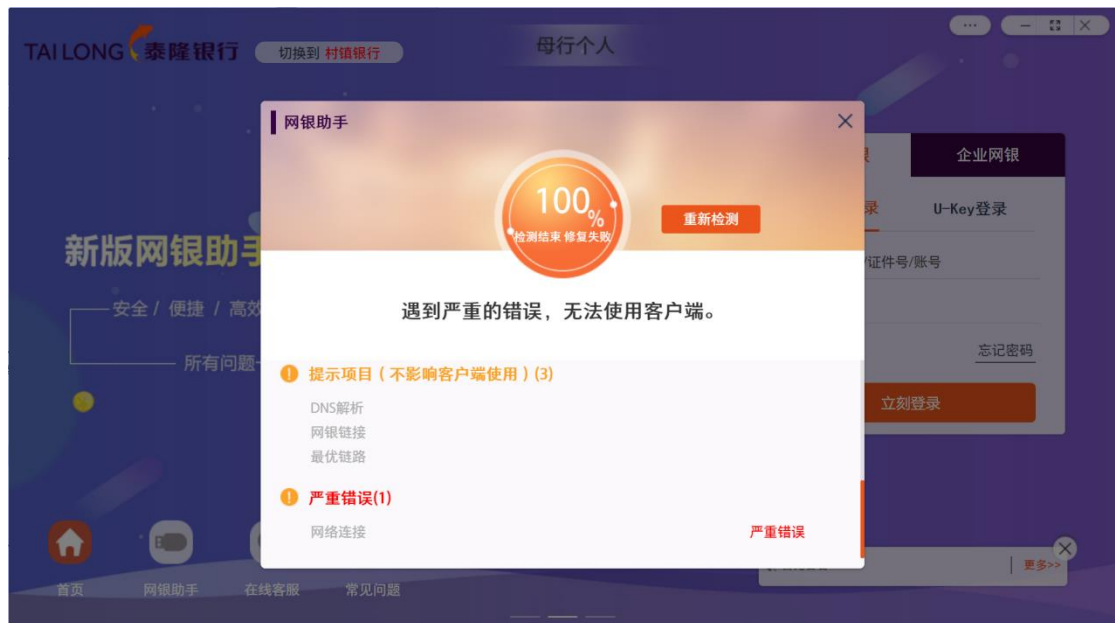 TAILONG 泰隆银行
切换到 村镇银行
母行个人
网银助手
100%
检测结束 修复失败
重新检测
遇到严重的错误，无法使用客户端。
提示项目（不影响客户端使用）(3)
DNS解析
网银链接
最优链路
严重错误(1)
网络连接
严重错误
新版网银助手
安全 / 便捷 / 高效
所有问题
企业网银
录
U-Key登录
/证件号/账号
忘记密码
立刻登录
更多>>
首页
网银助手
在线客服
常见问题